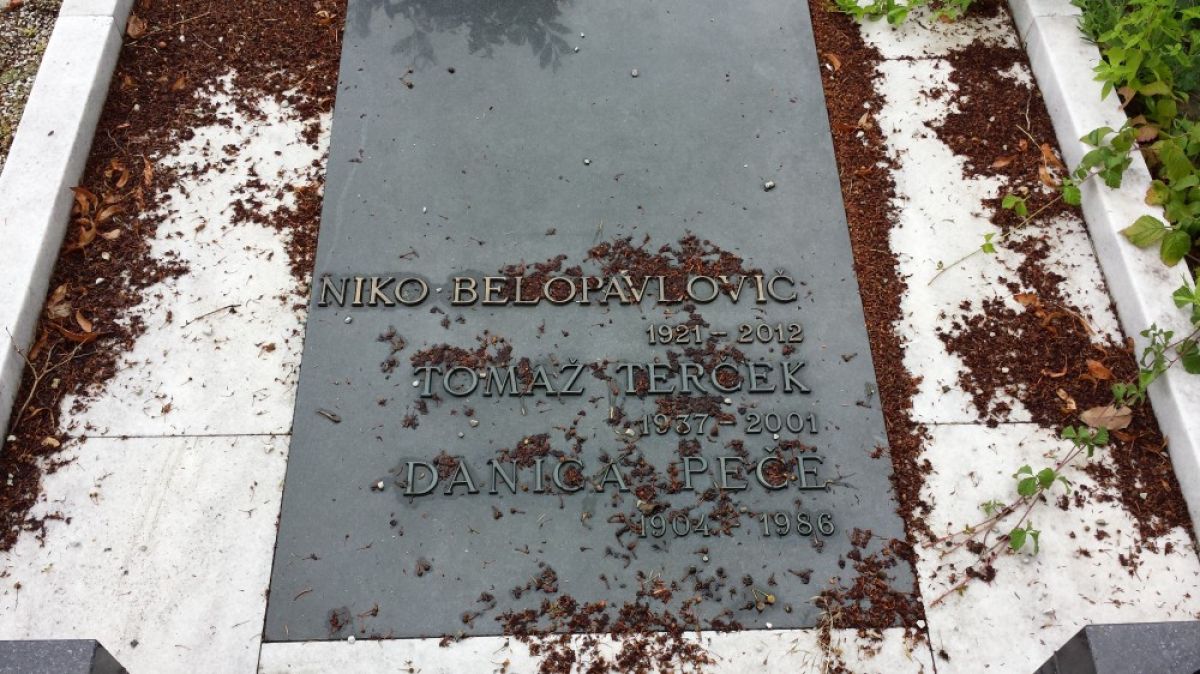 NIKO BELOPAVLOVIČ
1921 – 2012
TOMAŽ TERČEK
1937 – 2001
DANICA PEČE
1904 – 1986